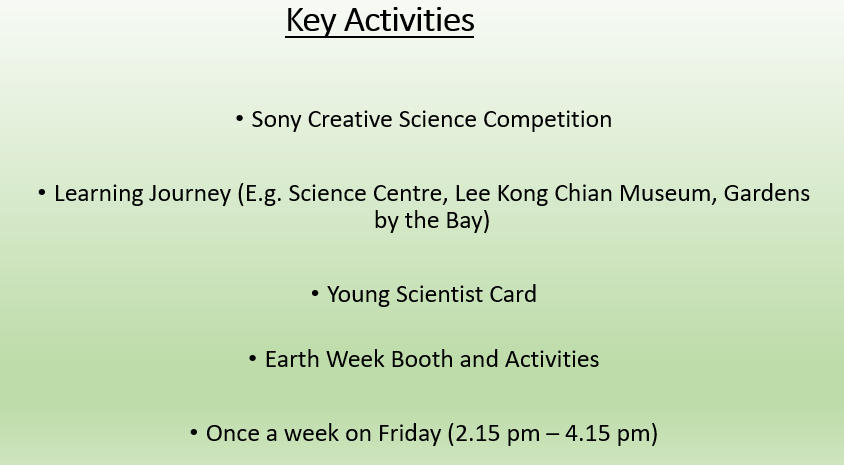 Key Activities
• Sony Creative Science Competition
• Learning Journey (E.g. Science Centre, Lee Kong Chian Museum, Gardens
by the Bay)
• Young Scientist Card
• Earth Week Booth and Activities
• Once a week on Friday (2.15 pm – 4.15 pm)